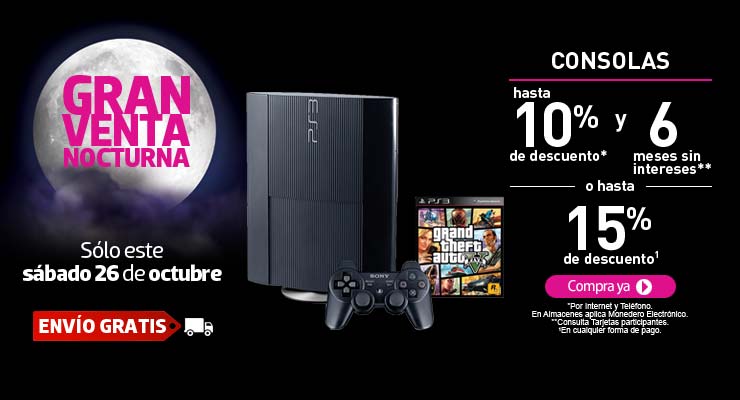 GRAN
VENTA
NOCTURNA
Sólo este
sábado 26 de octubre
ENVÍO GRATIS
PS3
SONY
PS3
grand
theft
auto
V
R
CONSOLAS
hasta
10% y 6
de descuento* meses sin
intereses**
o hasta
15%
de descuento¹
Compra ya
*Por Internet y Teléfono.
En Almacenes aplica Monedero Electrónico.
**Consulta Tarjetas participantes.
¹En cualquier forma de pago.